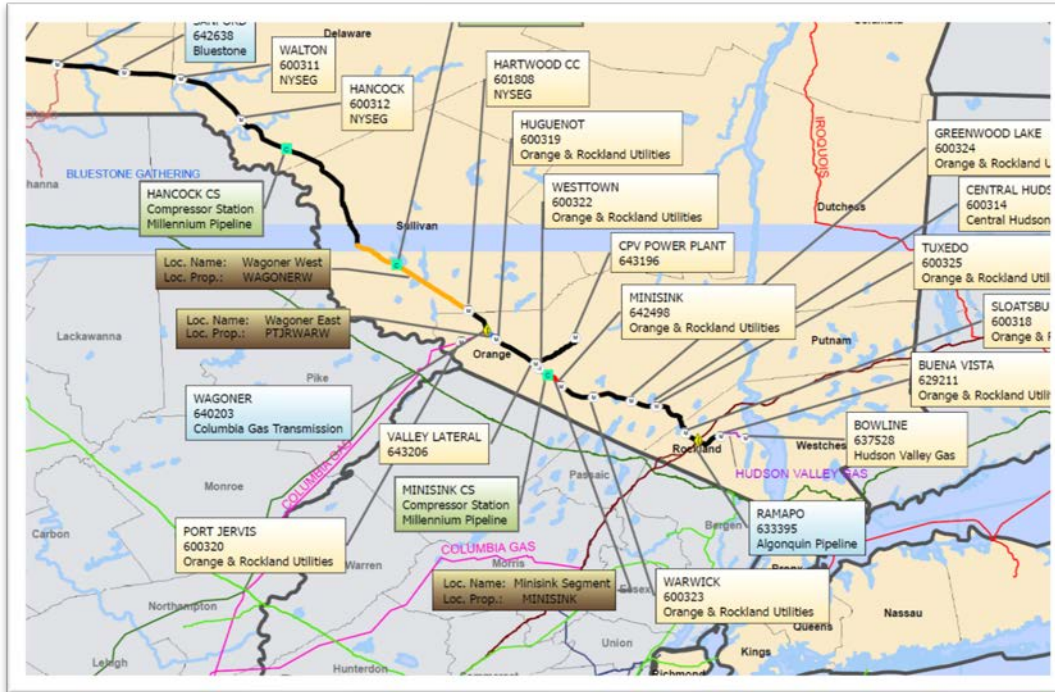 Delaware
SANFORD
642638
Bluestone
WALTON
600311
NYSEG
HANCOCK
600312
NYSEG
HARTWOOD CC
601808
NYSEG
HUGUENOT
600319
Orange & Rockland Utilities
GREENWOOD LAKE
600324
Orange & Rockland U
IROQUOIS
BLUESTONE GATHERING
hanna
WESTTOWN
600322
Orange & Rockland Utilities
CENTRAL HUDS
600314
Central Hudson
HANCOCK CS
Compressor Station
Millennium Pipeline
Sullivan
Dutchess
CPV POWER PLANT
643196
TUXEDO
600325
Orange & Rockland U
Loc. Name: Wagoner West
Loc. Prop.: WAGONERW
MINISINK
642498
Orange & Rockland Utilities
SLOATSBU
600318
Orange & R
Loc. Name: Wagoner East
Loc. Prop.: PTJRWARW
Lackawanna
Orange
Putnam
Pike
BUENA VISTA
629211
Orange & Rockland Uti
WAGONER
640203
Columbia Gas Transmission
VALLEY LATERAL
643206
COLUMBIA GAS
Rockland
Westches
BOWLINE
637528
Hudson Valley Gas
HUDSON VALLEY GAS
Passaic
Monroe
MINISINK CS
Compressor Station
Millennium Pipeline
RAMAPO
633395
Algonquin Pipeline
Bergen
Carbon
PORT JERVIS
600320
Orange & Rockland Utilities
COLUMBIA GAS
Morris
Warren
Bronx
Loc. Name: Minisink Segment
Loc. Prop.: MINISINK
Essex
WARWICK
600323
Orange & Rockland Utilities
Northampton
Nassau
Queens
Union
Kings
Lehigh
Hunterdon
Richmond